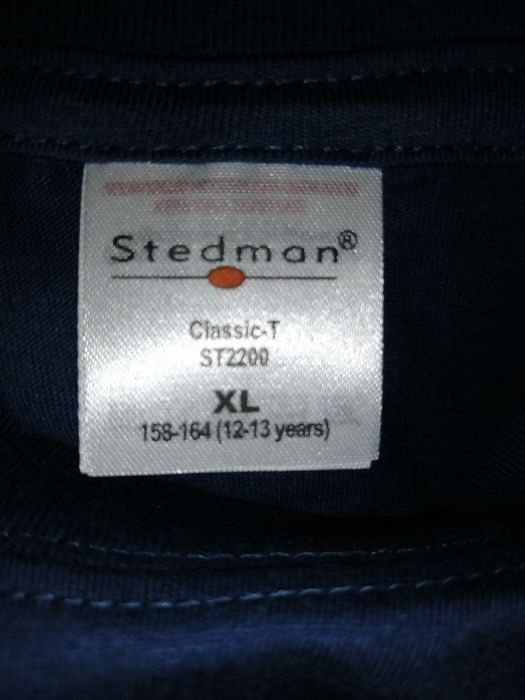 Stedman®
Classic-T
ST2200
XL
158-164 (12-13 years)